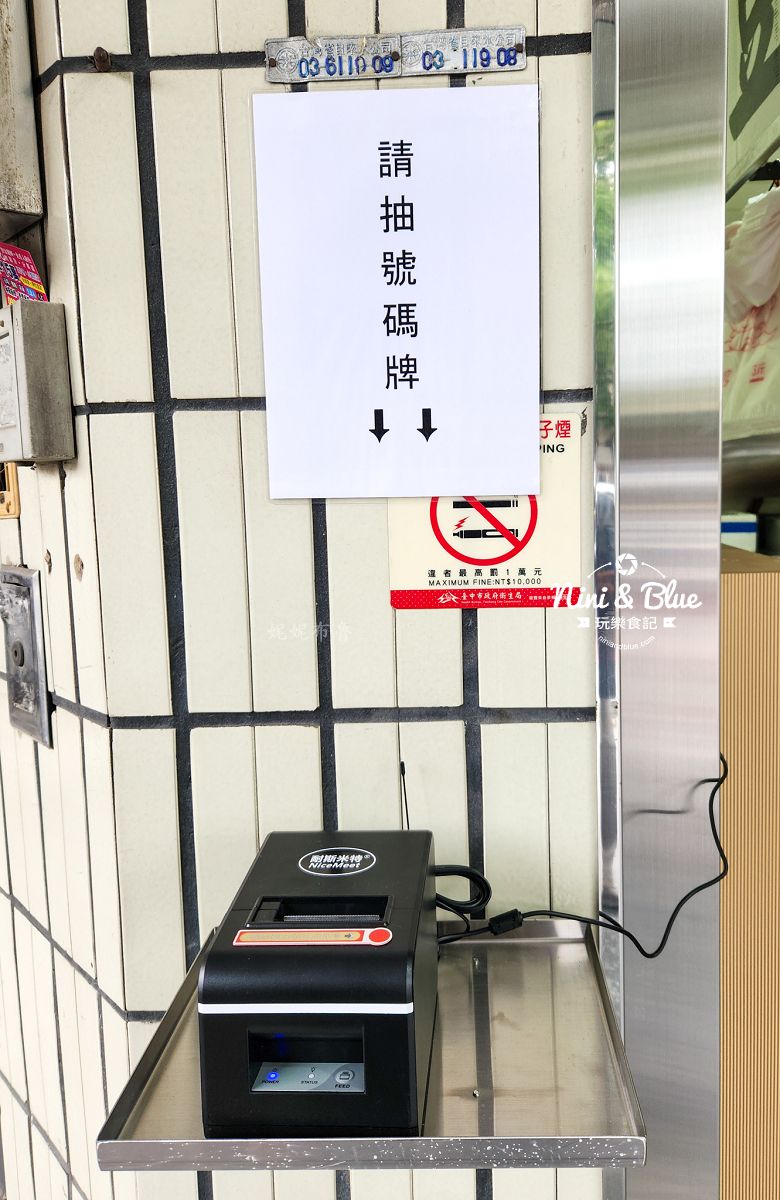 03-6110-09
03 119 08
請抽號碼牌
子煙
PING
違者最高罰1萬元
MAXIMUM FINE:NT$10,000
臺中市政府衛生局
Nini & Blue
玩樂食記
niniandblue.com
妮妮布魯
耐斯米特®
NiceMeet
POWER
STATUS
FEED